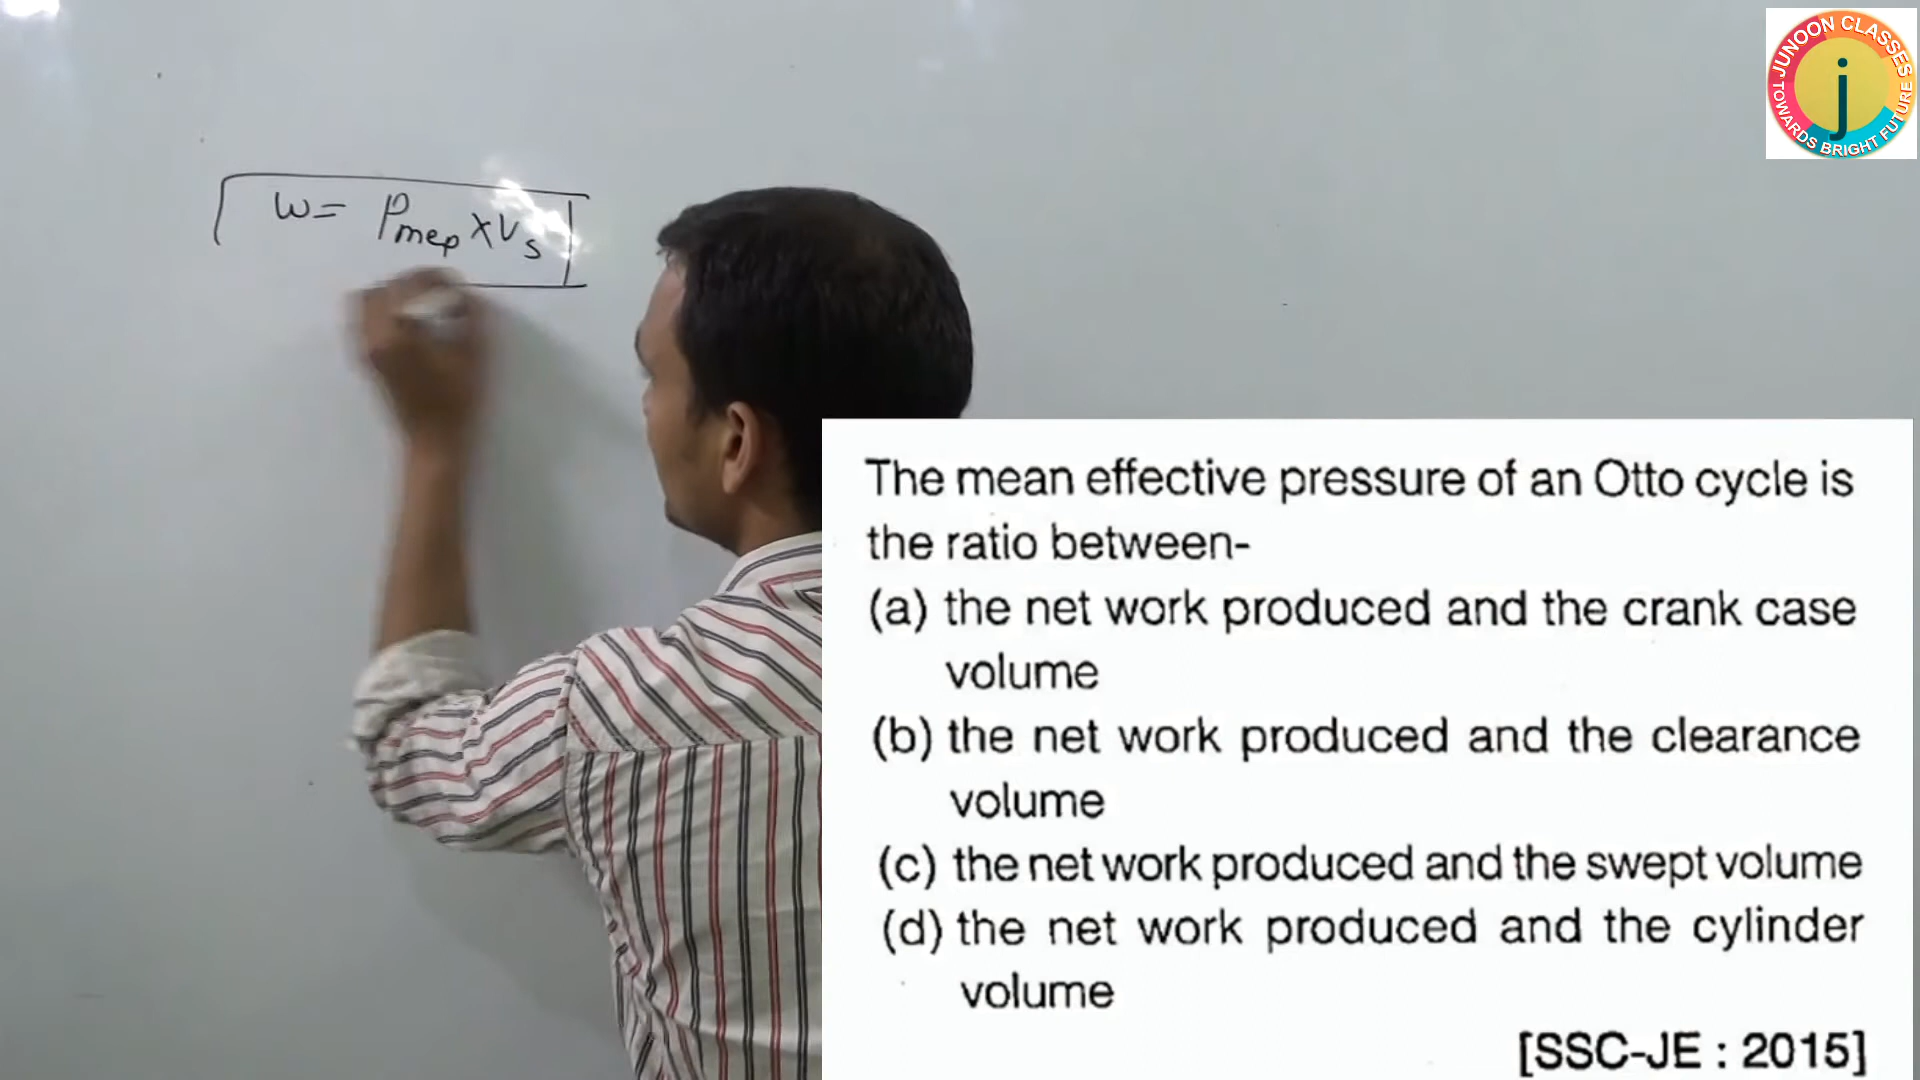 JUNOON CLASSES
TOWARDS BRIGHT FUTURE
j
w = Pmep x Vs
The mean effective pressure of an Otto cycle is
the ratio between-
(a) the net work produced and the crank case
volume
(b) the net work produced and the clearance
volume
(c) the net work produced and the swept volume
(d) the net work produced and the cylinder
volume
[SSC-JE : 2015]